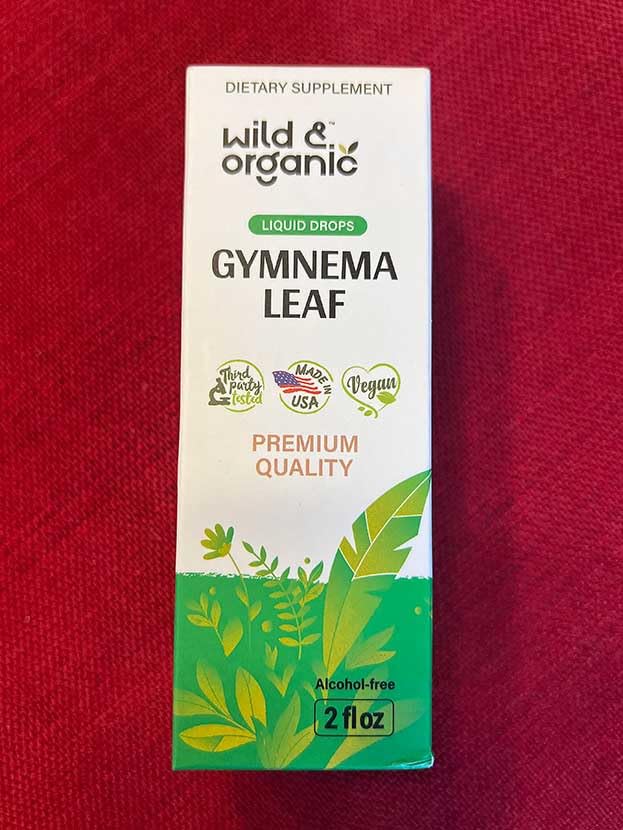 DIETARY SUPPLEMENT
wild &™
organic
LIQUID DROPS
GYMNEMA
LEAF
Third
party
tested
MADE IN
USA
Vegan
PREMIUM
QUALITY
Alcohol-free
2 fl oz